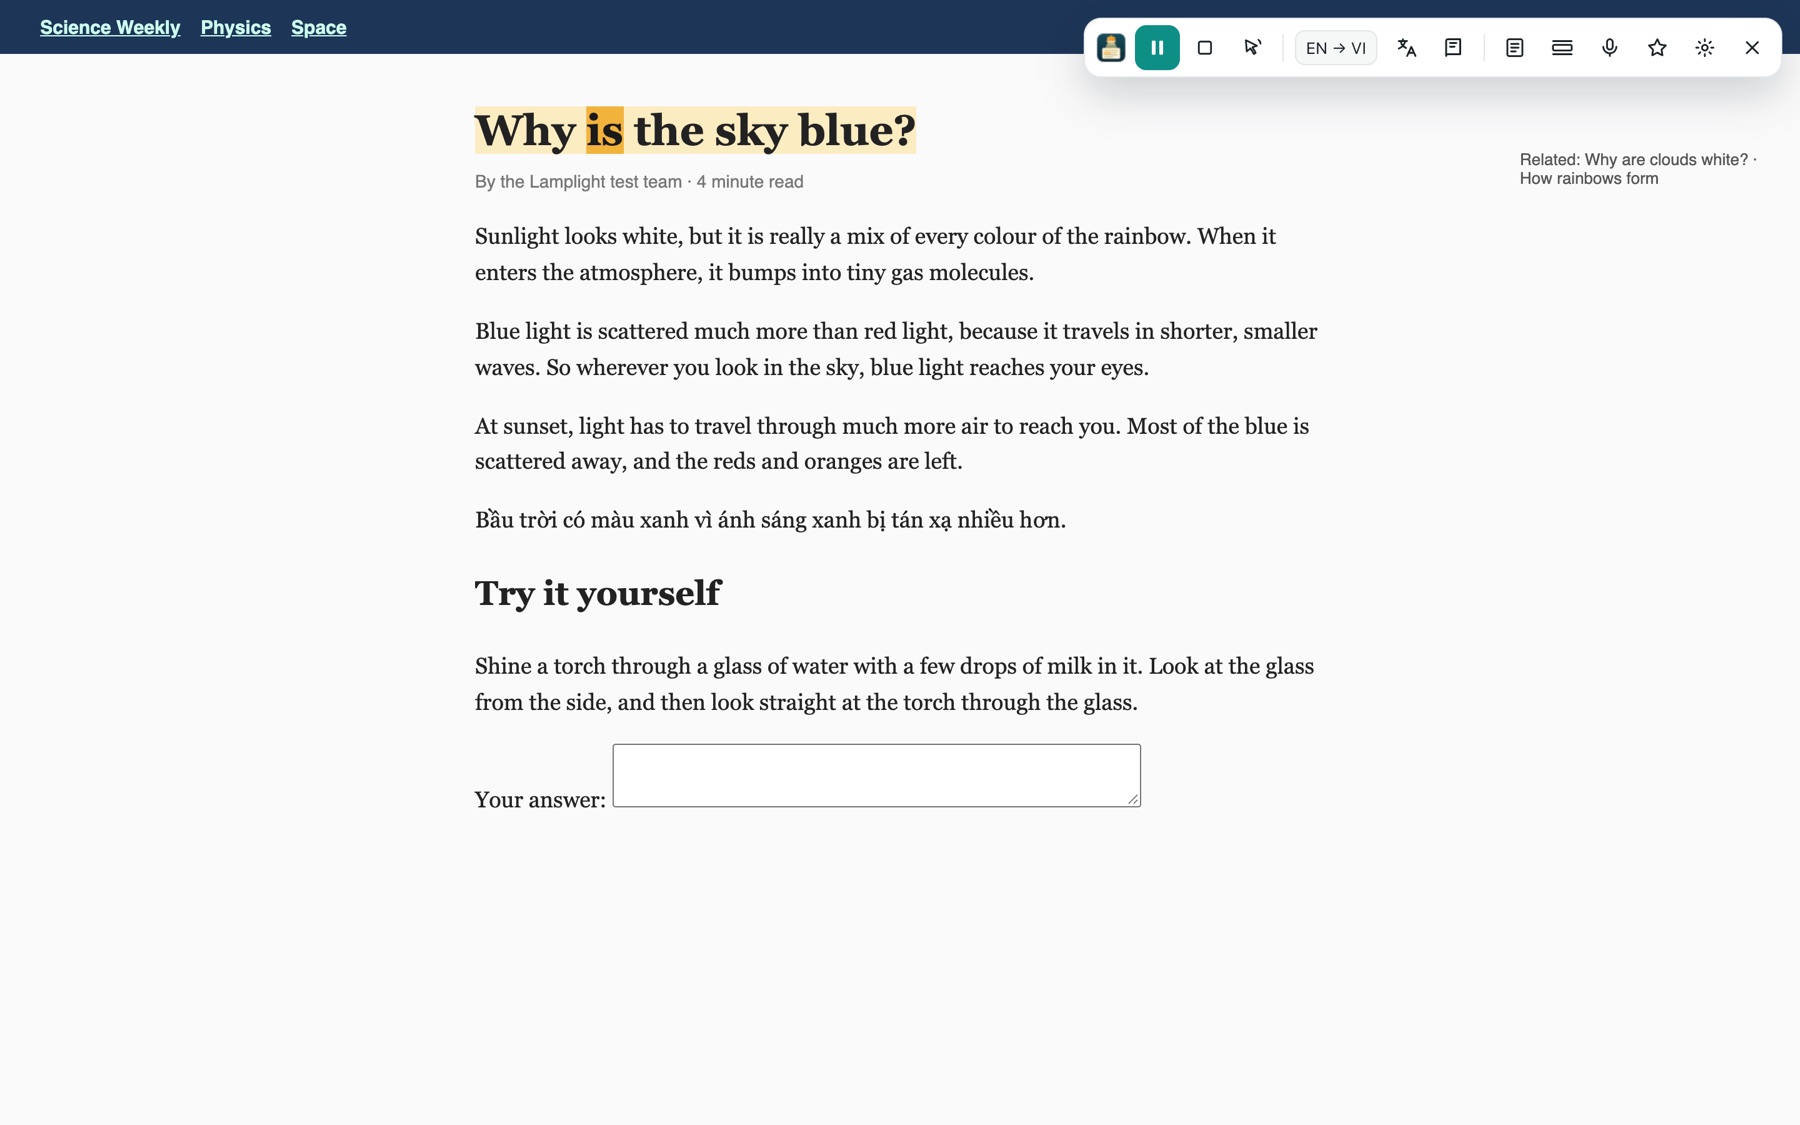 Science Weekly Physics Space
EN → VI
Why is the sky blue?
By the Lamplight test team · 4 minute read
Related: Why are clouds white? ·
How rainbows form
Sunlight looks white, but it is really a mix of every colour of the rainbow. When it
enters the atmosphere, it bumps into tiny gas molecules.
Blue light is scattered much more than red light, because it travels in shorter, smaller
waves. So wherever you look in the sky, blue light reaches your eyes.
At sunset, light has to travel through much more air to reach you. Most of the blue is
scattered away, and the reds and oranges are left.
Bầu trời có màu xanh vì ánh sáng xanh bị tán xạ nhiều hơn.
Try it yourself
Shine a torch through a glass of water with a few drops of milk in it. Look at the glass
from the side, and then look straight at the torch through the glass.
Your answer: